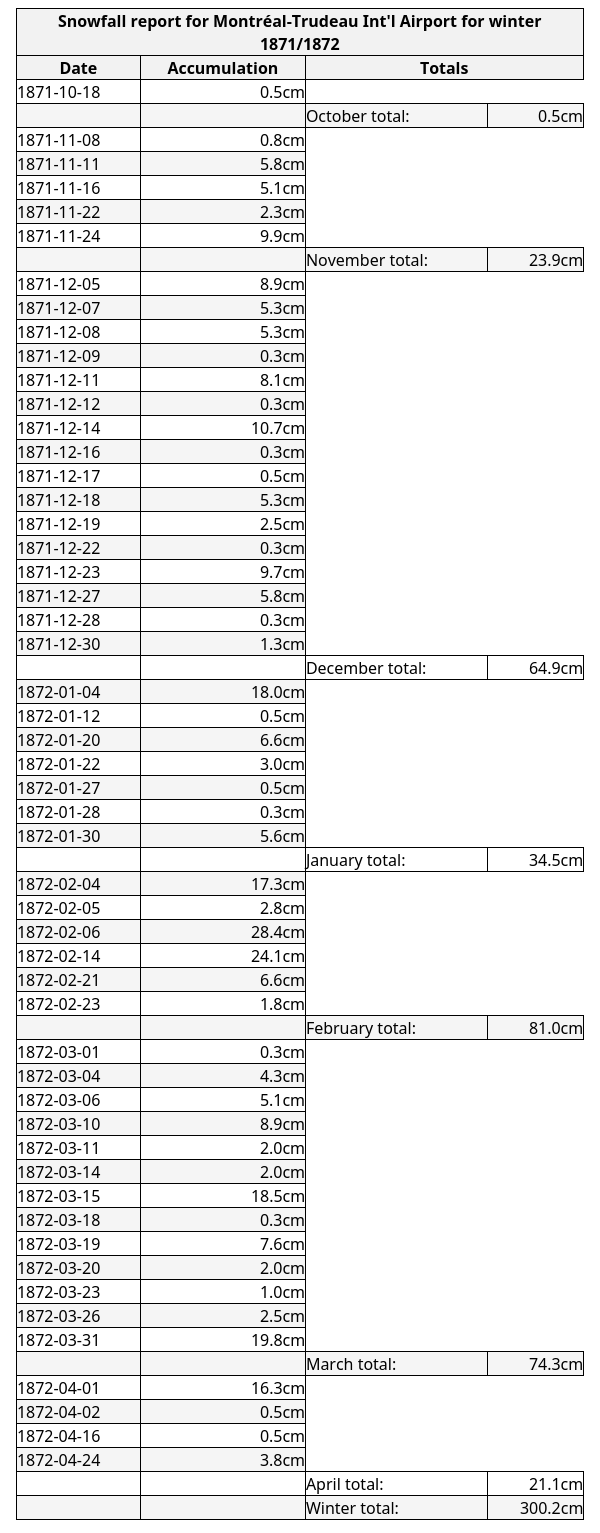 Snowfall report for Montréal-Trudeau Int'l Airport for winter
1871/1872
Date Accumulation Totals
1871-10-18 0.5cm
October total: 0.5cm
1871-11-08 0.8cm
1871-11-11 5.8cm
1871-11-16 5.1cm
1871-11-22 2.3cm
1871-11-24 9.9cm
November total: 23.9cm
1871-12-05 8.9cm
1871-12-07 5.3cm
1871-12-08 5.3cm
1871-12-09 0.3cm
1871-12-11 8.1cm
1871-12-12 0.3cm
1871-12-14 10.7cm
1871-12-16 0.3cm
1871-12-17 0.5cm
1871-12-18 5.3cm
1871-12-19 2.5cm
1871-12-22 0.3cm
1871-12-23 9.7cm
1871-12-27 5.8cm
1871-12-28 0.3cm
1871-12-30 1.3cm
December total: 64.9cm
1872-01-04 18.0cm
1872-01-12 0.5cm
1872-01-20 6.6cm
1872-01-22 3.0cm
1872-01-27 0.5cm
1872-01-28 0.3cm
1872-01-30 5.6cm
January total: 34.5cm
1872-02-04 17.3cm
1872-02-05 2.8cm
1872-02-06 28.4cm
1872-02-14 24.1cm
1872-02-21 6.6cm
1872-02-23 1.8cm
February total: 81.0cm
1872-03-01 0.3cm
1872-03-04 4.3cm
1872-03-06 5.1cm
1872-03-10 8.9cm
1872-03-11 2.0cm
1872-03-14 2.0cm
1872-03-15 18.5cm
1872-03-18 0.3cm
1872-03-19 7.6cm
1872-03-20 2.0cm
1872-03-23 1.0cm
1872-03-26 2.5cm
1872-03-31 19.8cm
March total: 74.3cm
1872-04-01 16.3cm
1872-04-02 0.5cm
1872-04-16 0.5cm
1872-04-24 3.8cm
April total: 21.1cm
Winter total: 300.2cm